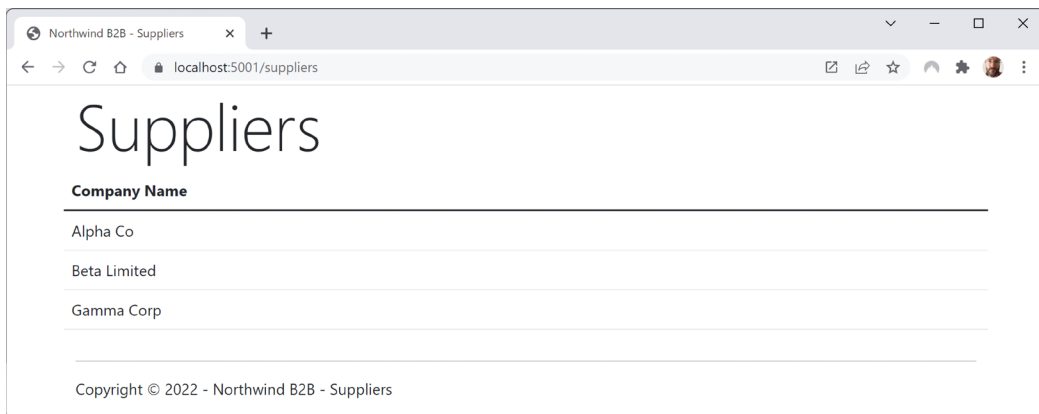 Northwind B2B - Suppliers
localhost:5001/suppliers
Suppliers
Company Name
Alpha Co
Beta Limited
Gamma Corp
Copyright © 2022 - Northwind B2B - Suppliers